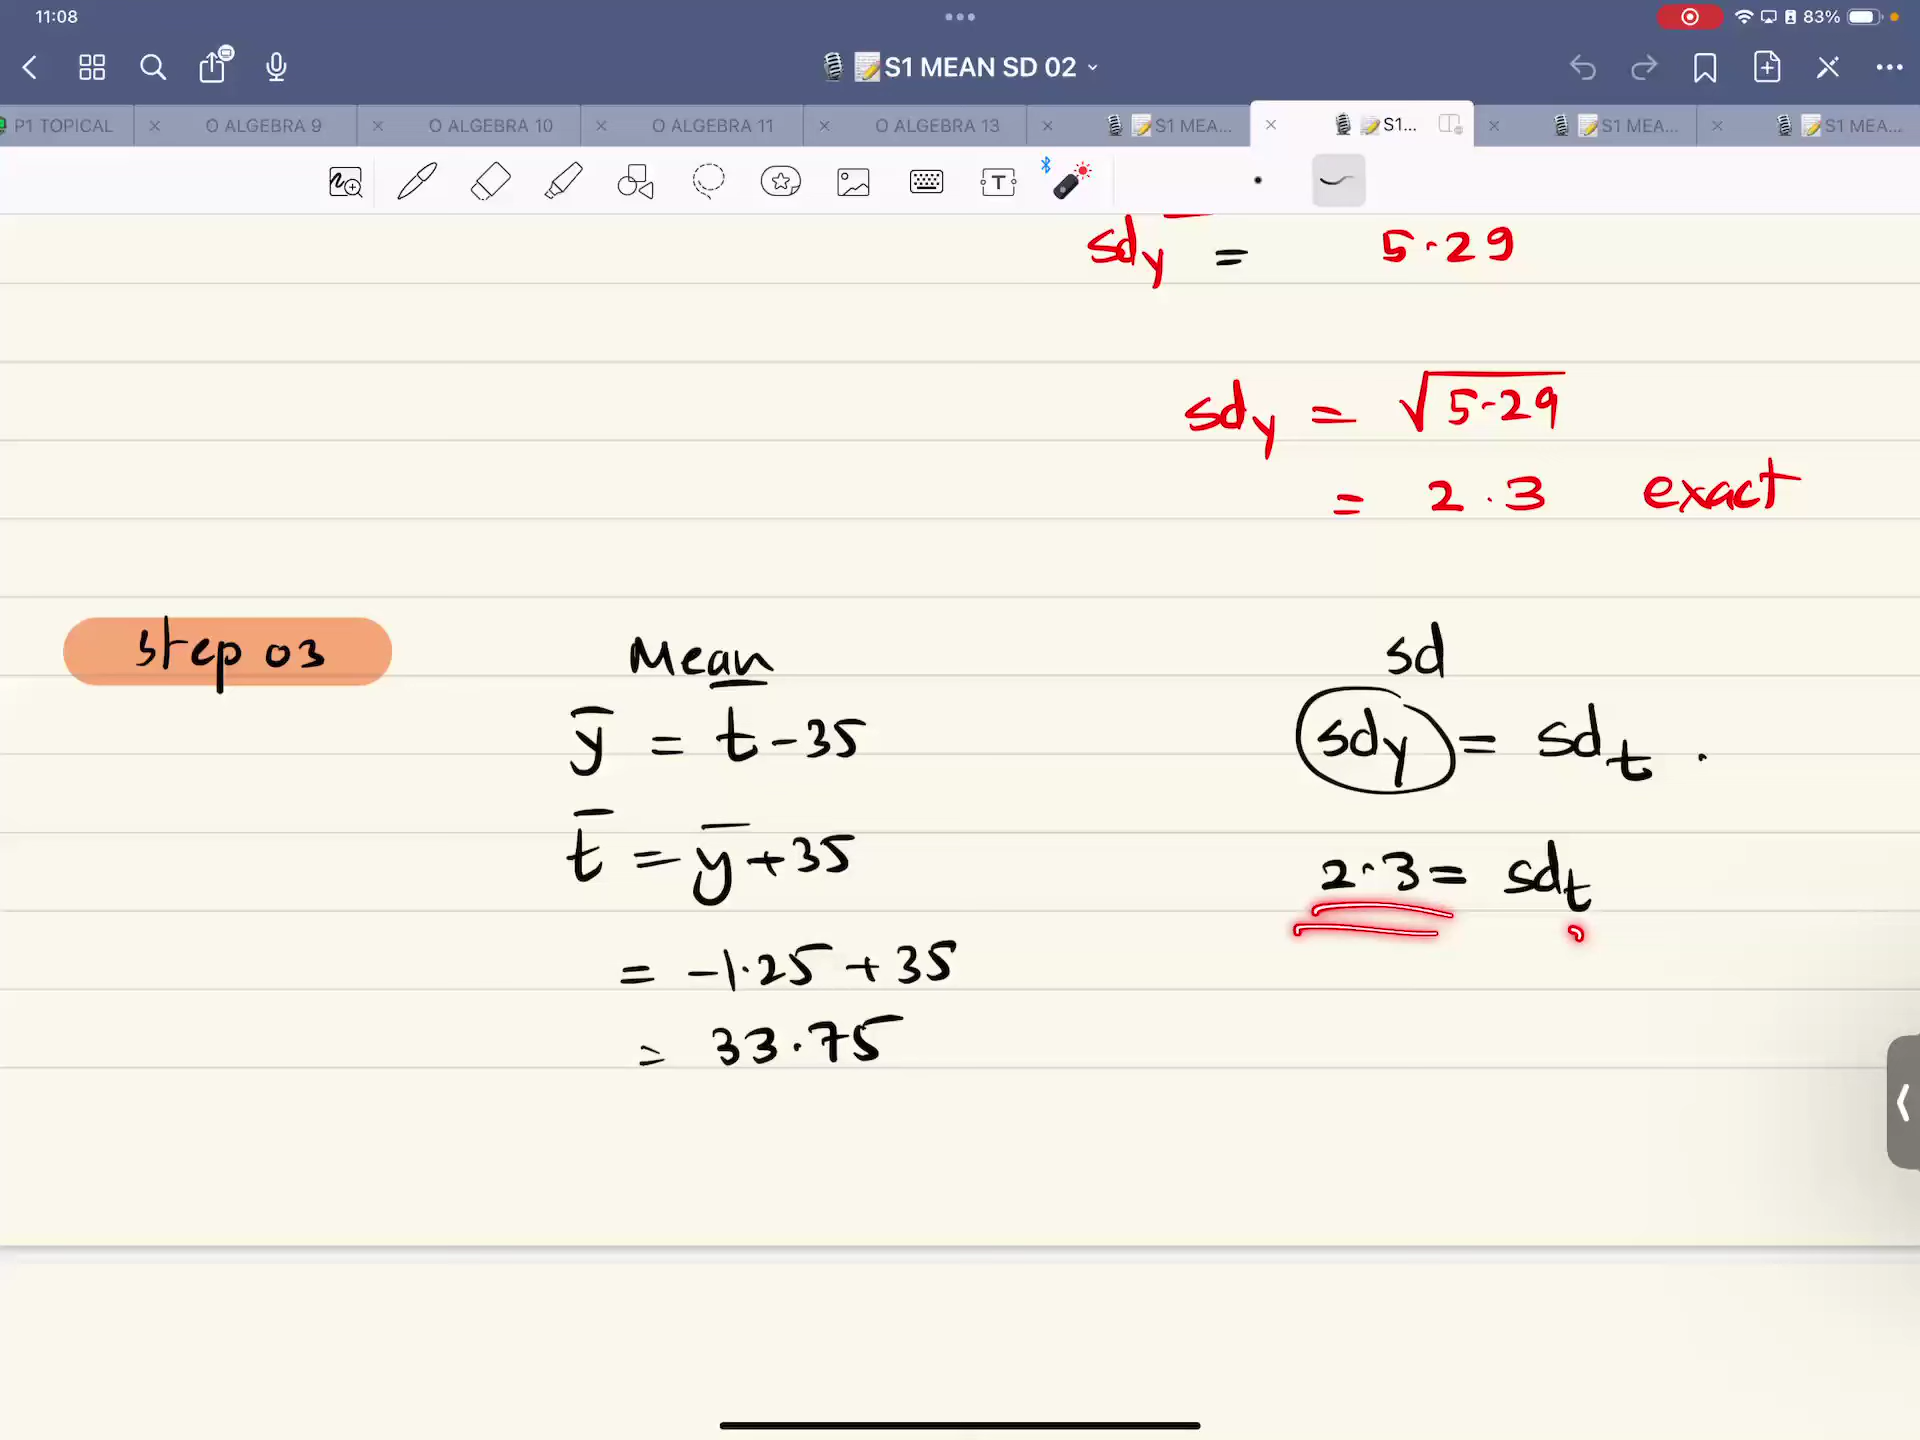 11:08
83%
S1 MEAN SD 02
P1 TOPICAL
O ALGEBRA 9
O ALGEBRA 10
O ALGEBRA 11
O ALGEBRA 13
S1 MEA...
S1...
S1 MEA...
S1 MEA...
sdy = 5.29
sdy = √5.29
= 2.3 exact
Step 03
Mean
sd
y̅ = t - 35
sdy = sdt .
t̅ = y̅ + 35
2.3 = sdt
= -1.25 + 35
= 33.75